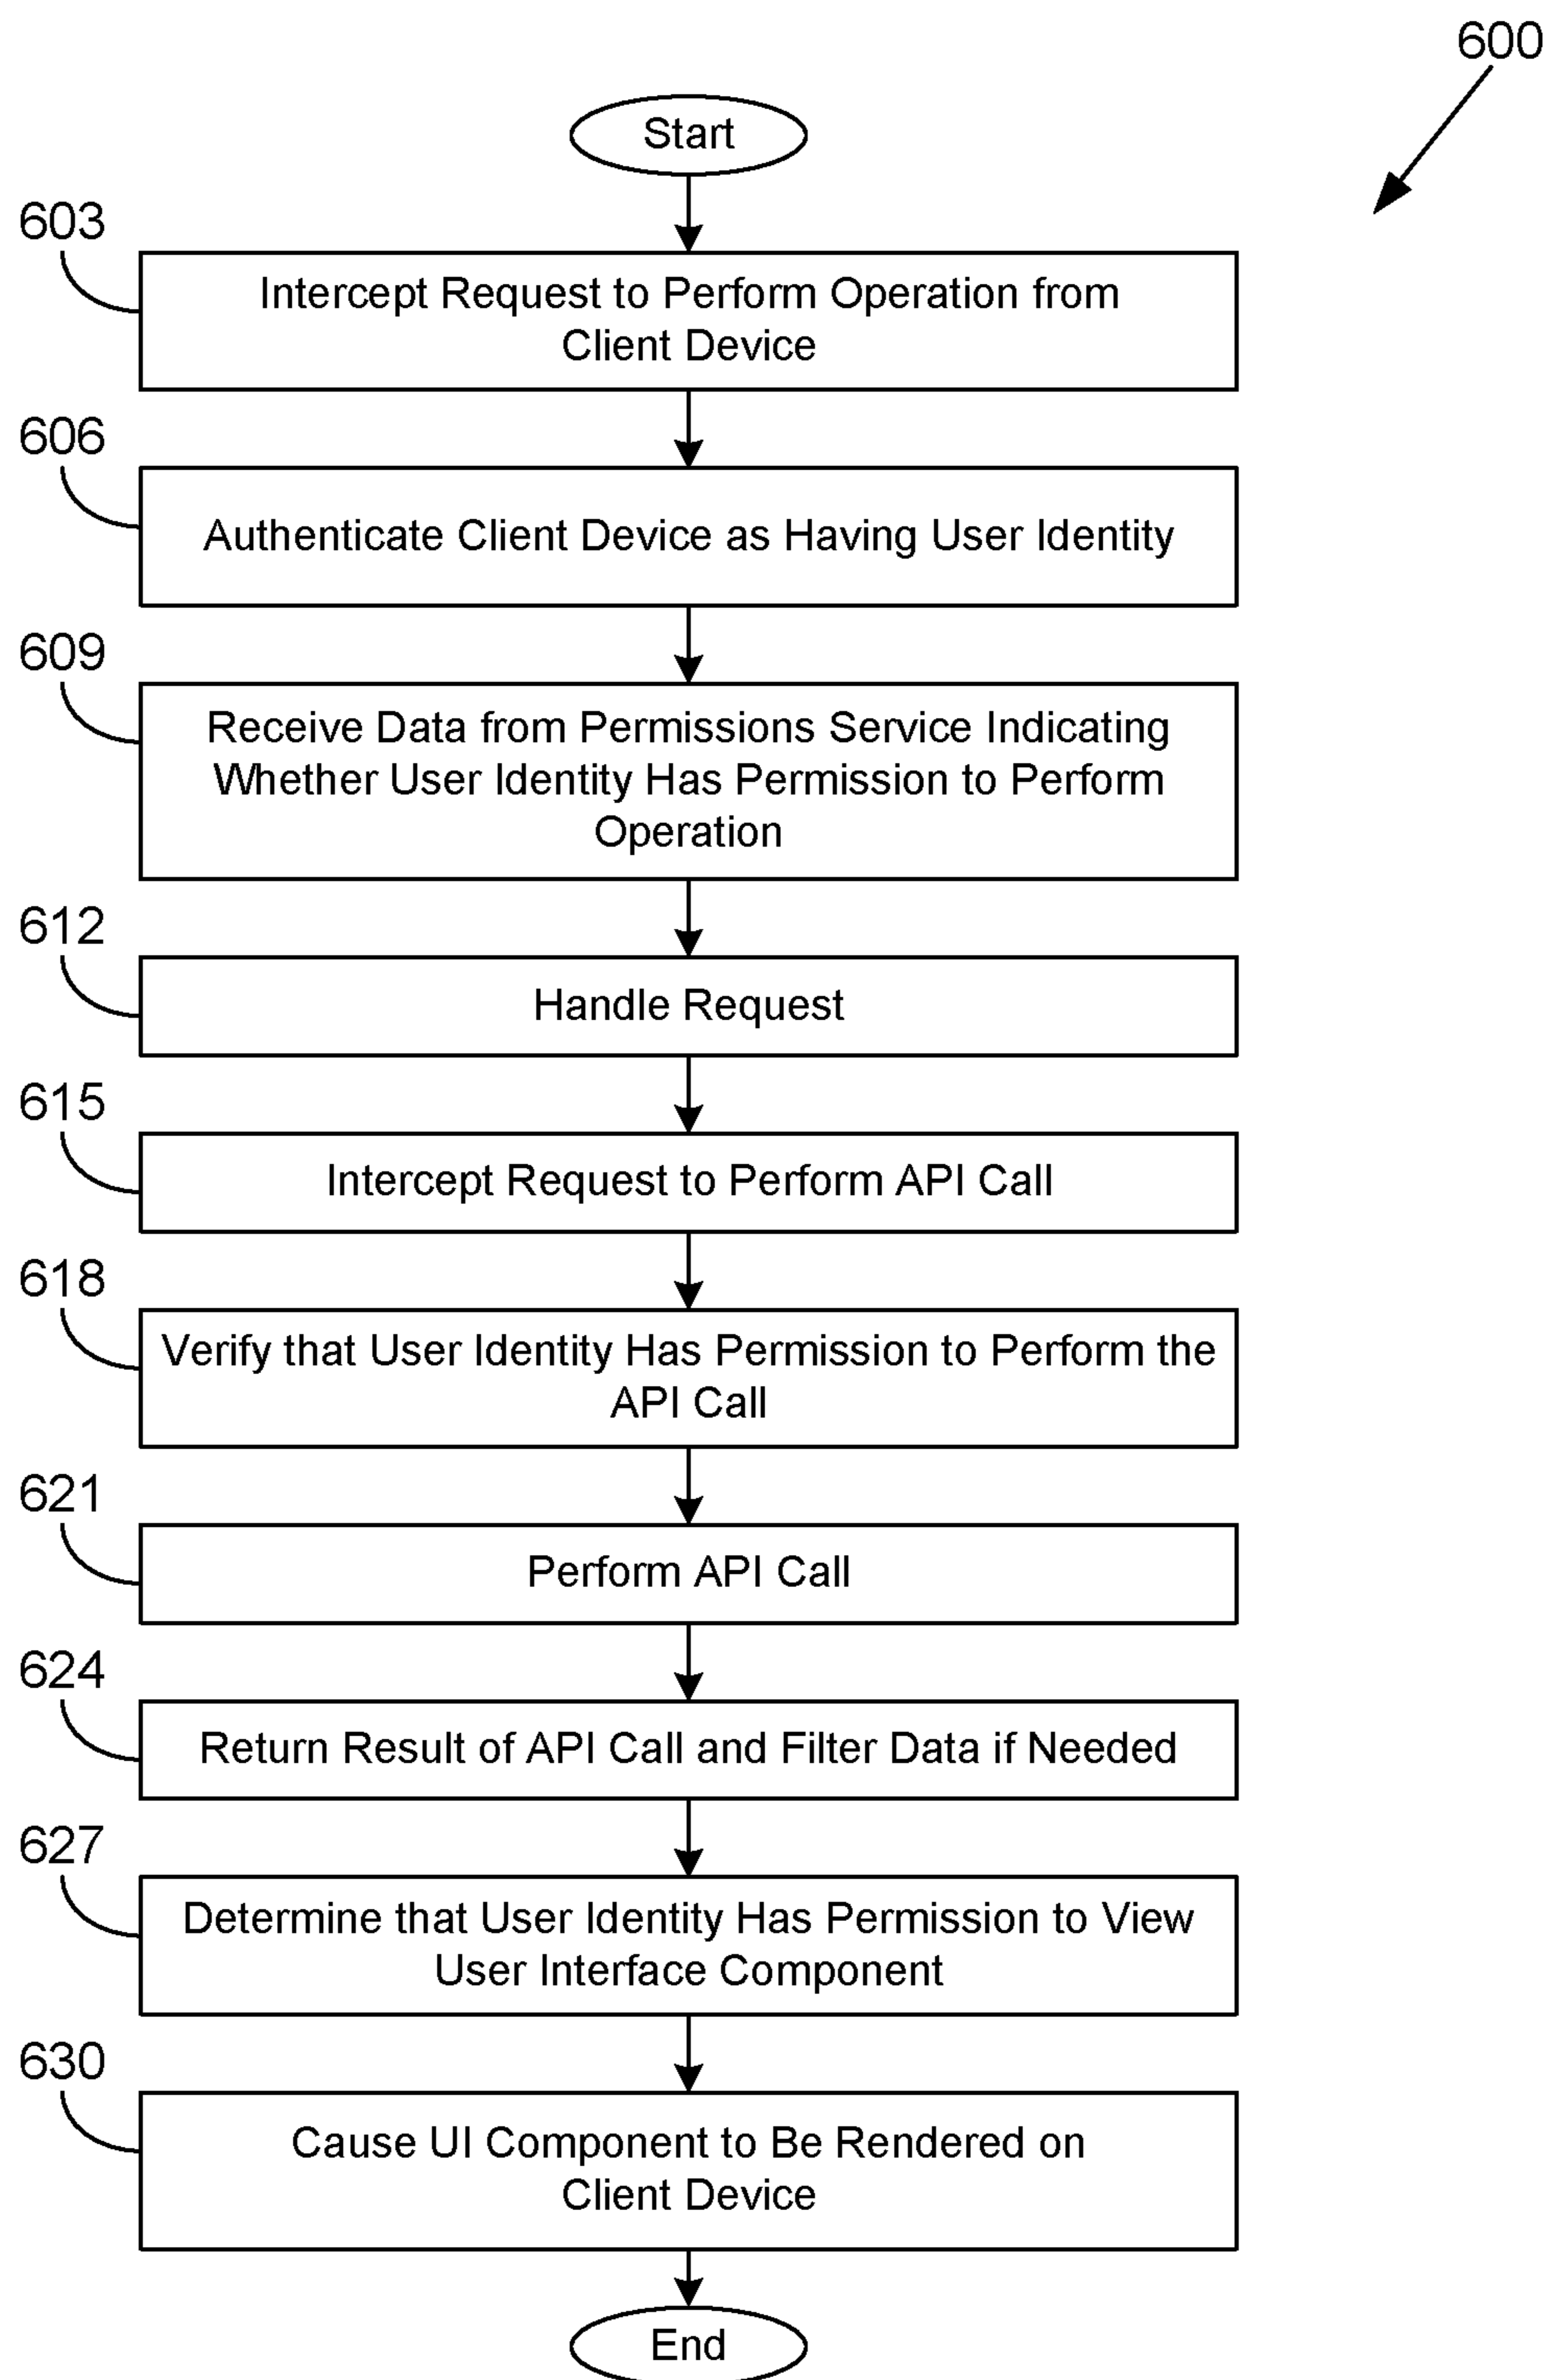 600
Start
603
Intercept Request to Perform Operation from
Client Device
606
Authenticate Client Device as Having User Identity
609
Receive Data from Permissions Service Indicating
Whether User Identity Has Permission to Perform
Operation
612
Handle Request
615
Intercept Request to Perform API Call
618
Verify that User Identity Has Permission to Perform the
API Call
621
Perform API Call
624
Return Result of API Call and Filter Data if Needed
627
Determine that User Identity Has Permission to View
User Interface Component
630
Cause UI Component to Be Rendered on
Client Device
End